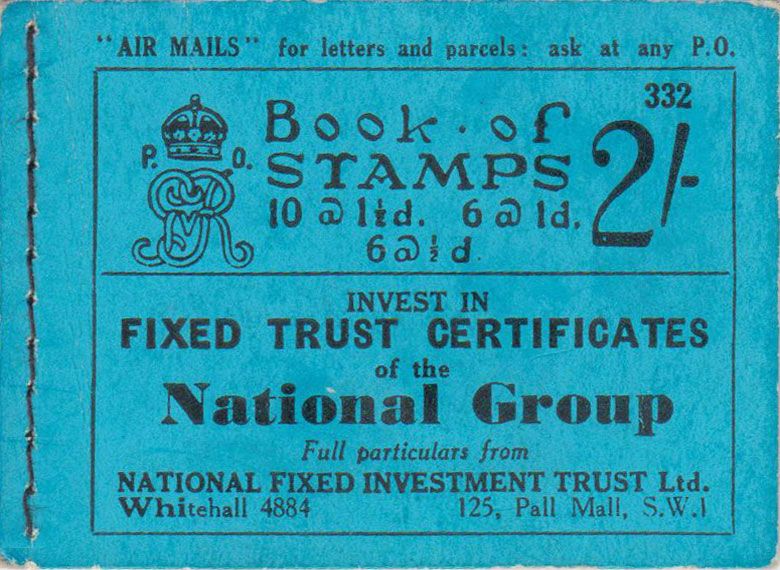 "AIR MAILS" for letters and parcels: ask at any P.O.
332
P. O.
Book · of
STAMPS
2/-
10 @ 1½d. 6 @ 1d.
6 @ ½d.
INVEST IN
FIXED TRUST CERTIFICATES
of the
National Group
Full particulars from
NATIONAL FIXED INVESTMENT TRUST Ltd.
Whitehall 4884 125, Pall Mall, S.W.1